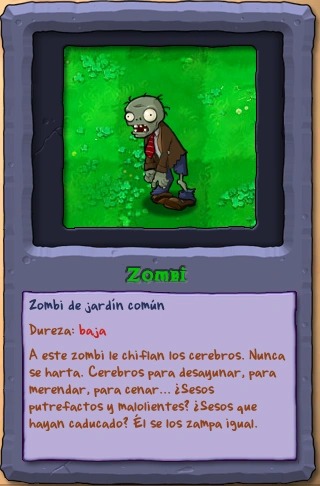 Zombi
Zombi de jardín común
Dureza: baja
A este zombi le chiflan los cerebros. Nunca
se harta. Cerebros para desayunar, para
merendar, para cenar... ¿Sesos
putrefactos y malolientes? ¿Sesos que
hayan caducado? Él se los zampa igual.